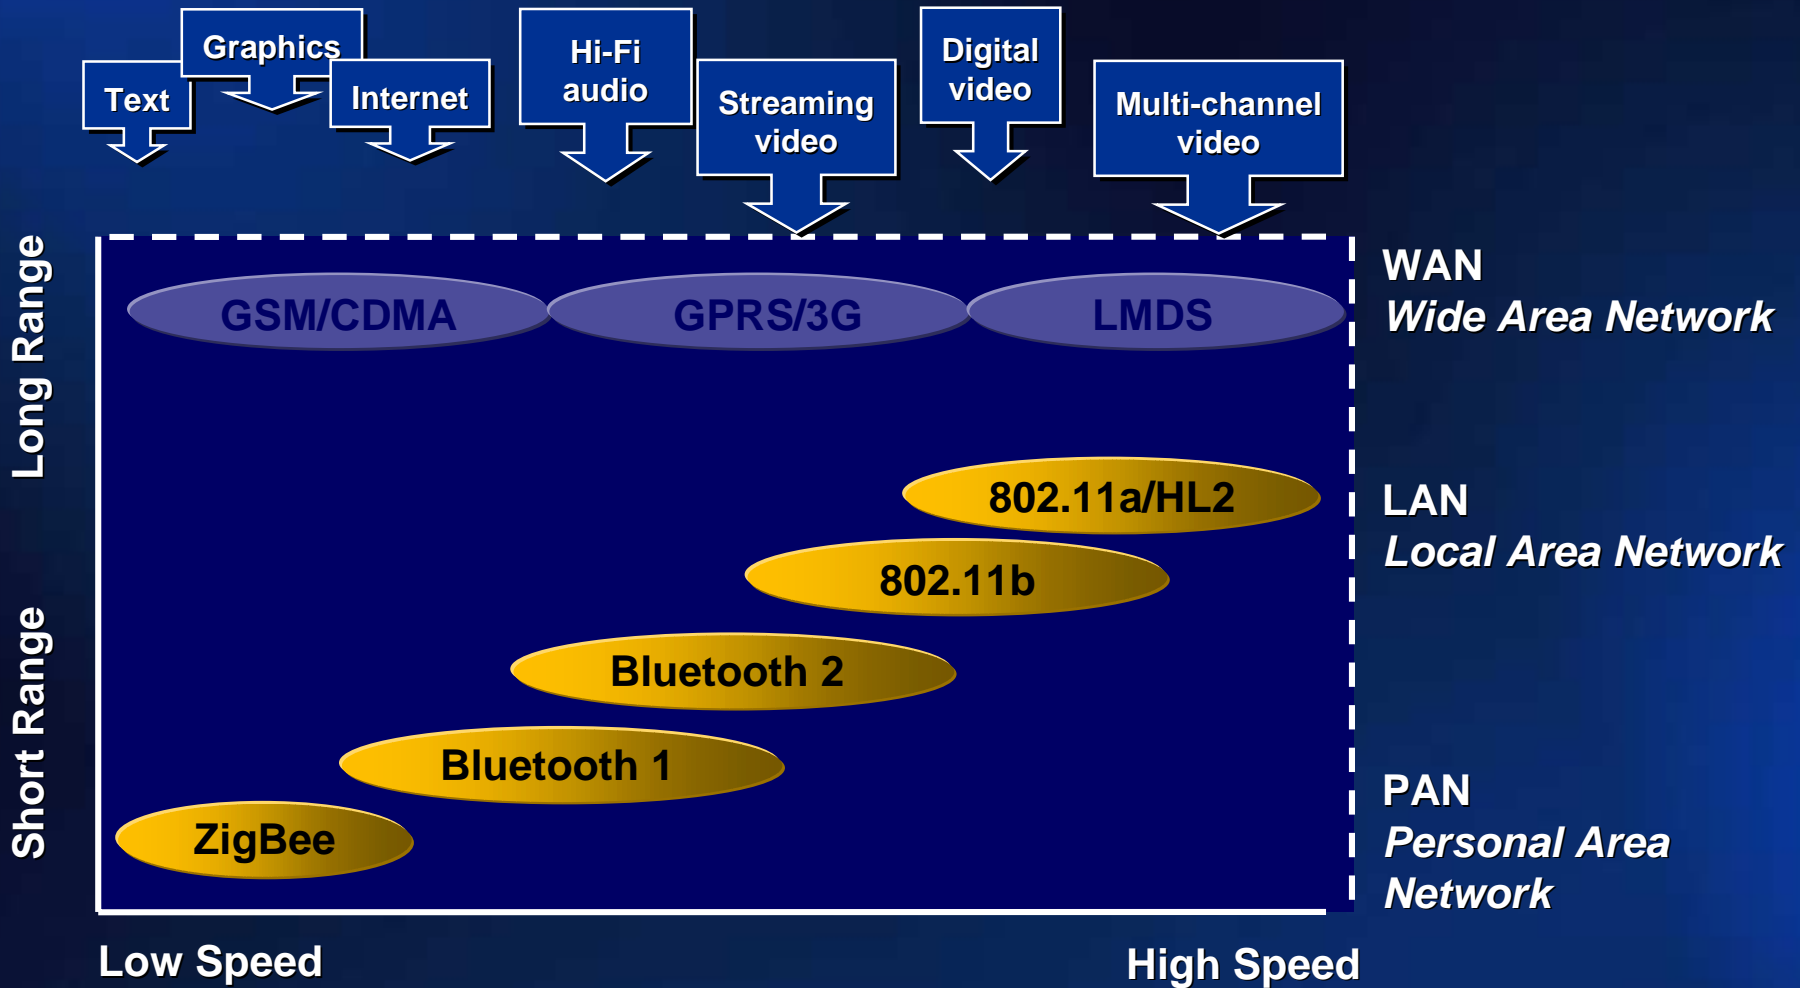 Text
Graphics
Internet
Hi-Fi
audio
Streaming
video
Digital
video
Multi-channel
video
Long Range
Short Range
GSM/CDMA
GPRS/3G
LMDS
802.11a/HL2
802.11b
Bluetooth 2
Bluetooth 1
ZigBee
WAN
Wide Area Network
LAN
Local Area Network
PAN
Personal Area
Network
Low Speed
High Speed